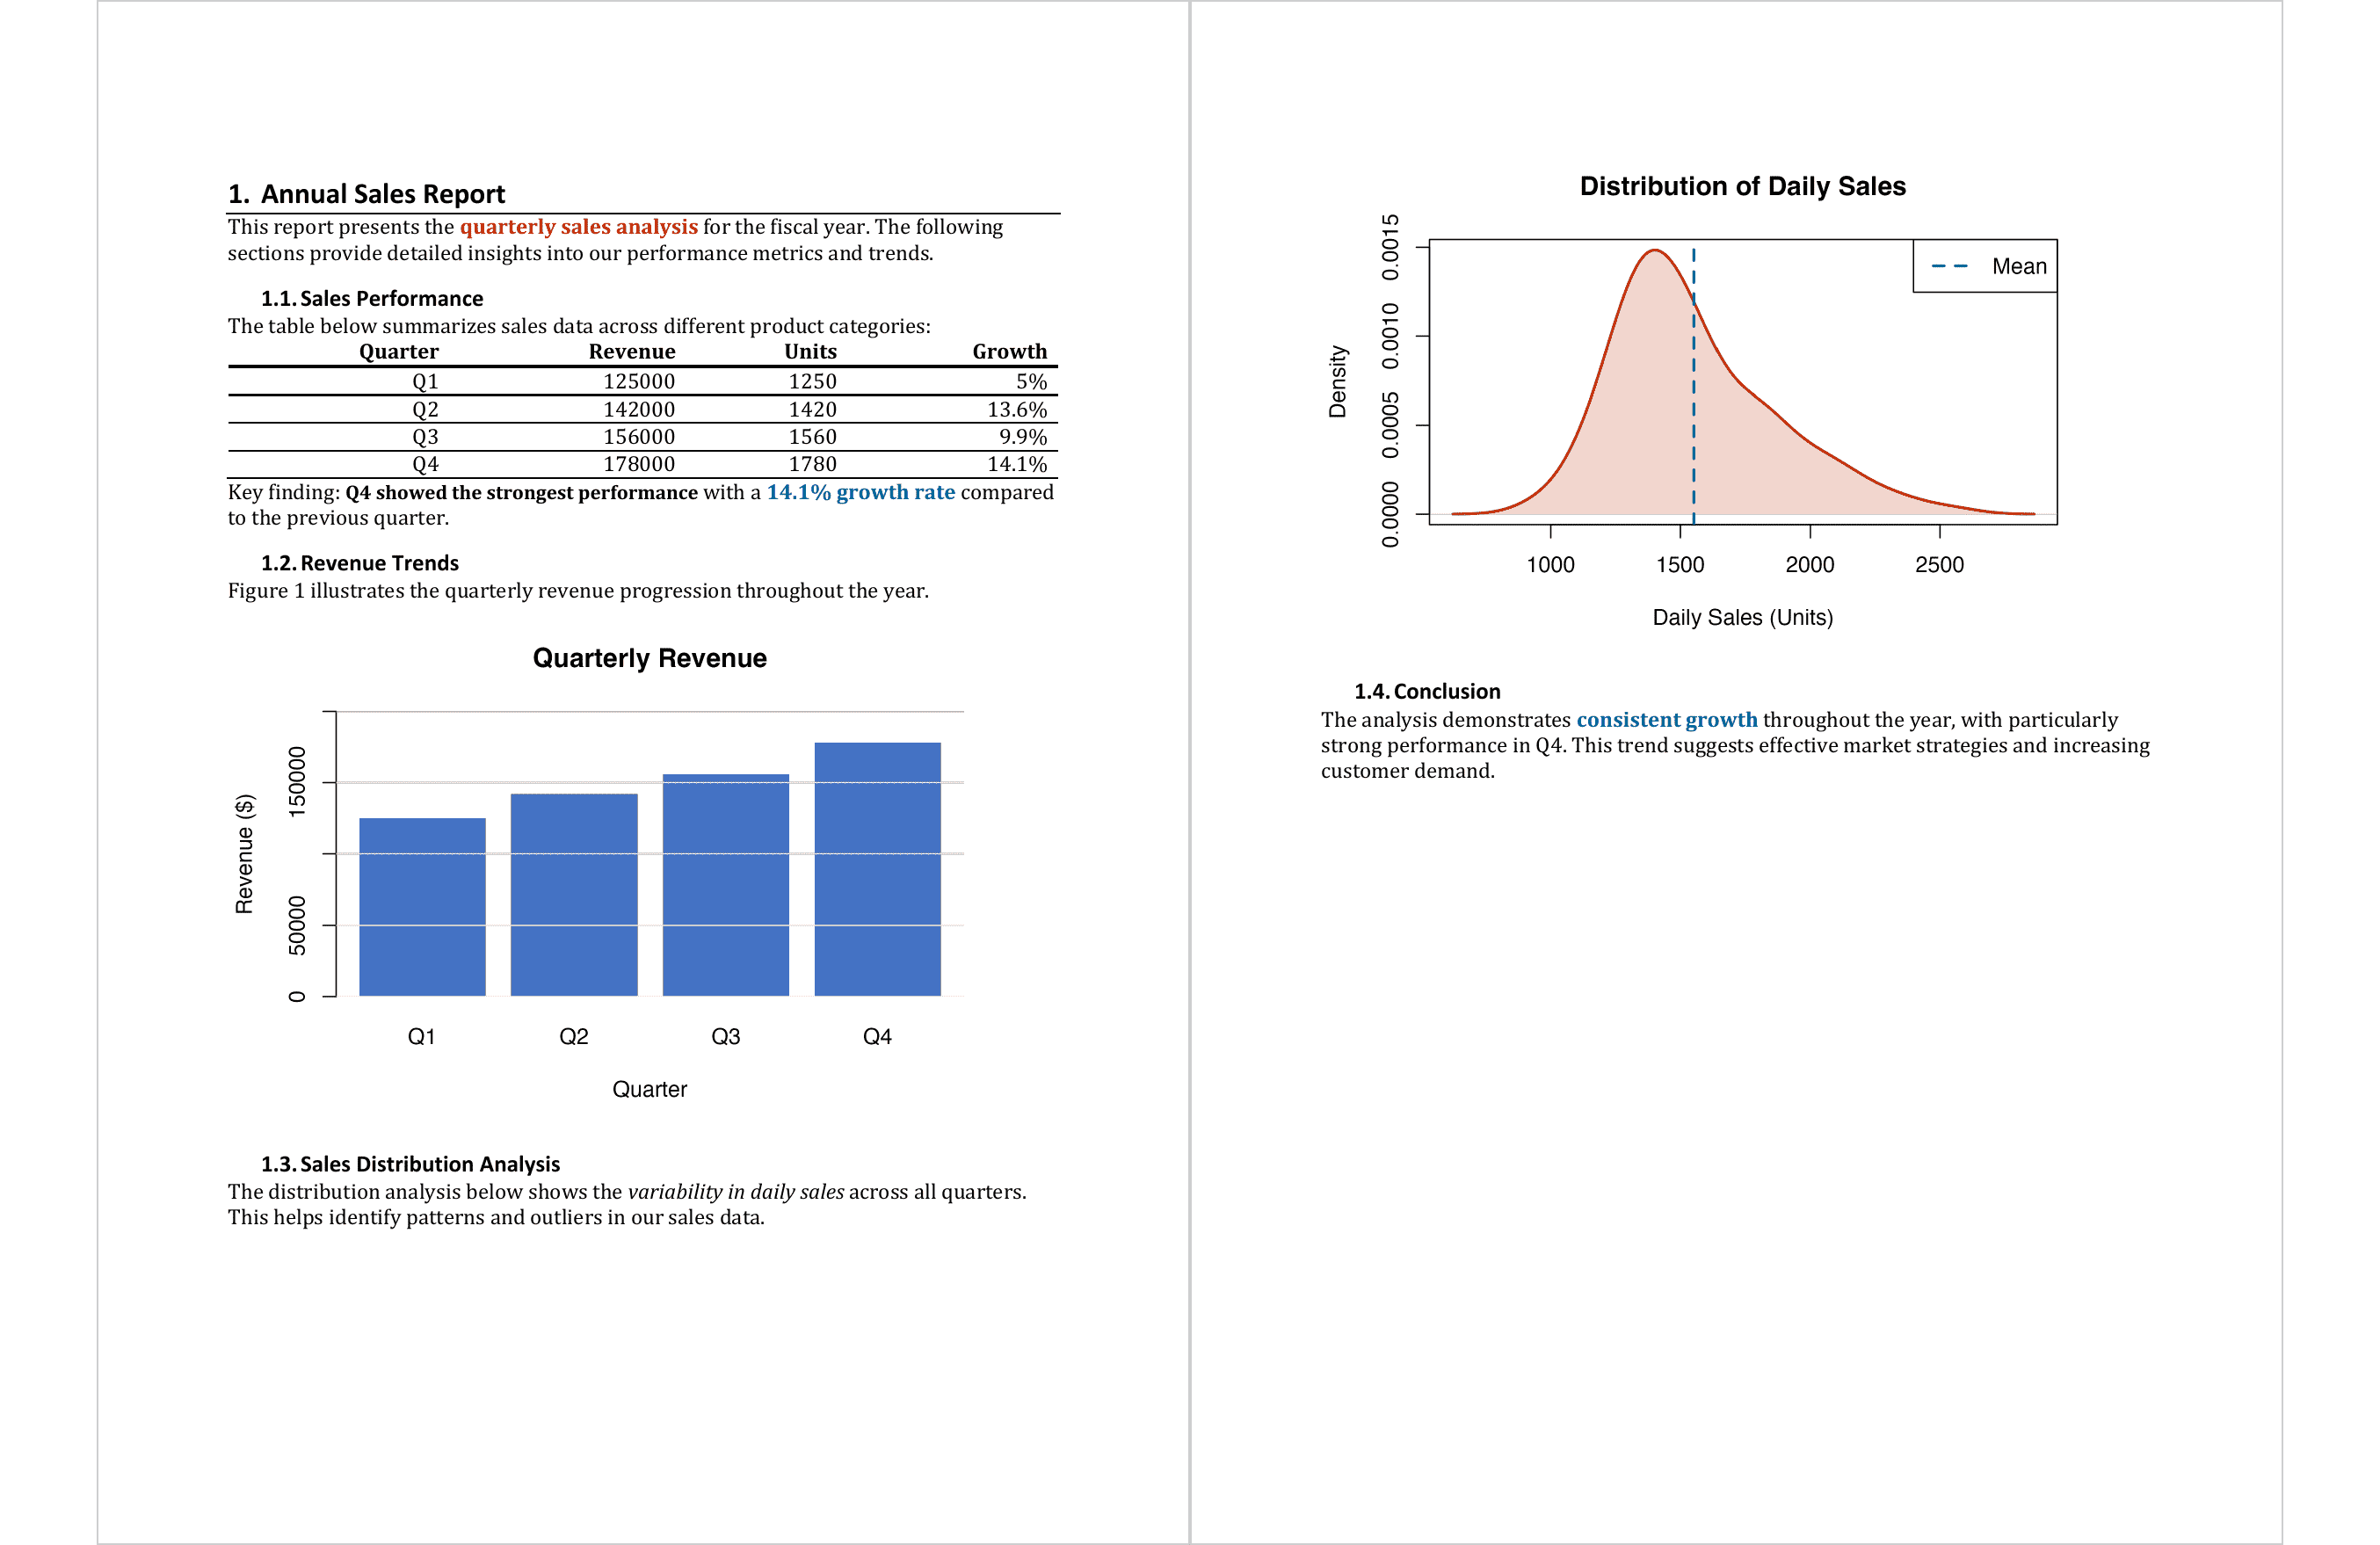 1. Annual Sales Report
This report presents the quarterly sales analysis for the fiscal year. The following
sections provide detailed insights into our performance metrics and trends.
1.1. Sales Performance
The table below summarizes sales data across different product categories:
Quarter Revenue Units Growth
Q1 125000 1250 5%
Q2 142000 1420 13.6%
Q3 156000 1560 9.9%
Q4 178000 1780 14.1%
Key finding: Q4 showed the strongest performance with a 14.1% growth rate compared
to the previous quarter.
1.2. Revenue Trends
Figure 1 illustrates the quarterly revenue progression throughout the year.
Quarterly Revenue
Revenue ($)
150000
50000
0
Q1 Q2 Q3 Q4
Quarter
1.3. Sales Distribution Analysis
The distribution analysis below shows the variability in daily sales across all quarters.
This helps identify patterns and outliers in our sales data.
Distribution of Daily Sales
Mean
Density
0.0015
0.0010
0.0005
0.0000
1000 1500 2000 2500
Daily Sales (Units)
1.4. Conclusion
The analysis demonstrates consistent growth throughout the year, with particularly
strong performance in Q4. This trend suggests effective market strategies and increasing
customer demand.